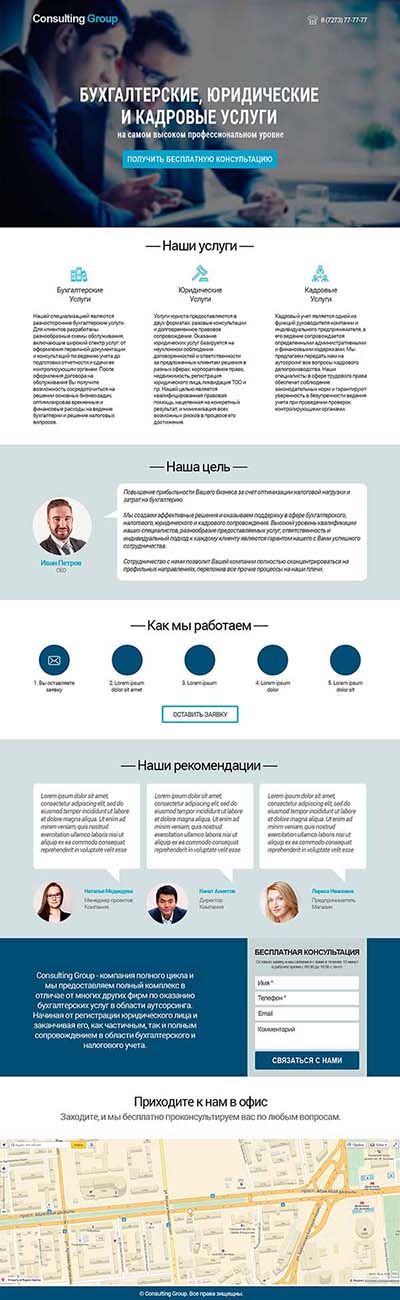 Consulting Group
8 (7273) 77-77-77
БУХГАЛТЕРСКИЕ, ЮРИДИЧЕСКИЕ
И КАДРОВЫЕ УСЛУГИ
на самом высоком профессиональном уровне
ПОЛУЧИТЬ БЕСПЛАТНУЮ КОНСУЛЬТАЦИЮ
— Наши услуги —
Бухгалтерские
Услуги
Нашей специализацией являются
разносторонние бухгалтерские услуги.
Для клиентов разработаны
разнообразные схемы обслуживания,
включающие широкий спектр услуг: от
оформления первичной документации
и консультаций по ведению учета до
подготовки отчетности и сдачи ее
контролирующим органам. После
оформления договора на
обслуживание Вы получите
возможность сосредоточиться на
решении основных бизнес-задач,
оптимизировав временные и
финансовые расходы на ведение
бухгалтерии и решение налоговых
вопросов.
Юридические
Услуги
Услуги юриста предоставляются в
двух форматах: разовые консультации
и долговременное правовое
сопровождение. Оказание
юридических услуг базируется на
неуклонном соблюдении
договоренностей и ответственности
за предложенные клиентам решения в
разных сферах: корпоративное право,
недвижимость, регистрация
юридического лица, ликвидация ТОО и
пр. Нашей целью является
квалифицированная правовая
помощь, нацеленная на конкретный
результат, и минимизация всех
возможных рисков в процессе его
достижения.
Кадровые
Услуги
Кадровый учет является одной из
функций руководителя компании и
индивидуального предпринимателя, а
его ведение сопровождается
определенными административными
и финансовыми издержками. Мы
предлагаем передать нам на
аутсорсинг все вопросы кадрового
делопроизводства. Наши
специалисты в сфере трудового права
обеспечат соблюдение
законодательных норм и гарантируют
уверенность в безупречности ведения
учета при проведении проверок
контролирующими органами.
— Наша цель —
Повышение прибыльности Вашего бизнеса за счет оптимизации налоговой нагрузки и
затрат на бухгалтерию.
Мы создаем эффективные решения и оказываем поддержку в сфере бухгалтерского,
налогового, юридического и кадрового сопровождения. Высокий уровень квалификации
наших специалистов, разнообразие предоставляемых услуг, ответственность и
индивидуальный подход к каждому клиенту являются гарантом нашего с Вами успешного
сотрудничества.
Сотрудничество с нами позволит Вашей компании полностью сконцентрироваться на
профильных направлениях, переложив все прочие процессы на наши плечи.
Иван Петров
CEO
— Как мы работаем —
1. Вы оставляете
заявку
2. Lorem ipsum
dolor sit amet
3. Lorem ipsum
4. Lorem ipsum
dolor
5. Lorem ipsum
dolor sit
ОСТАВИТЬ ЗАЯВКУ
— Наши рекомендации —
Lorem ipsum dolor sit amet,
consectetur adipiscing elit, sed do
eiusmod tempor incididunt ut labore
et dolore magna aliqua. Ut enim ad
minim veniam, quis nostrud
exercitation ullamco laboris nisi ut
aliquip ex ea commodo consequat
reprehenderit in voluptate velit esse
Lorem ipsum dolor sit amet,
consectetur adipiscing elit, sed do
eiusmod tempor incididunt ut labore
et dolore magna aliqua. Ut enim ad
minim veniam, quis nostrud
exercitation ullamco laboris nisi ut
aliquip ex ea commodo consequat
reprehenderit in voluptate velit esse
Lorem ipsum dolor sit amet,
consectetur adipiscing elit, sed do
eiusmod tempor incididunt ut labore
et dolore magna aliqua. Ut enim ad
minim veniam, quis nostrud
exercitation ullamco laboris nisi ut
aliquip ex ea commodo consequat
reprehenderit in voluptate velit esse
Наталья Медведева
Менеджер проектов
Компания
Канат Ахметов
Директор
Компания
Лариса Ивановна
Предприниматель
Магазин
Consulting Group - компания полного цикла и
мы предоставляем полный комплекс в
отличае от многих других фирм по оказанию
бухгалтерских услуг в области аутсорсинга.
Начиная от регистрации юридического лица и
заканчивая его, как частичным, так и полным
сопровождением в области бухгалтерского и
налогового учета.
БЕСПЛАТНАЯ КОНСУЛЬТАЦИЯ
Имя *
Телефон *
Email
Комментарий
СВЯЗАТЬСЯ С НАМИ
Приходите к нам в офис
Заходите, и мы бесплатно проконсультируем вас по любым вопросам.
© Consulting Group. Все права защищены.